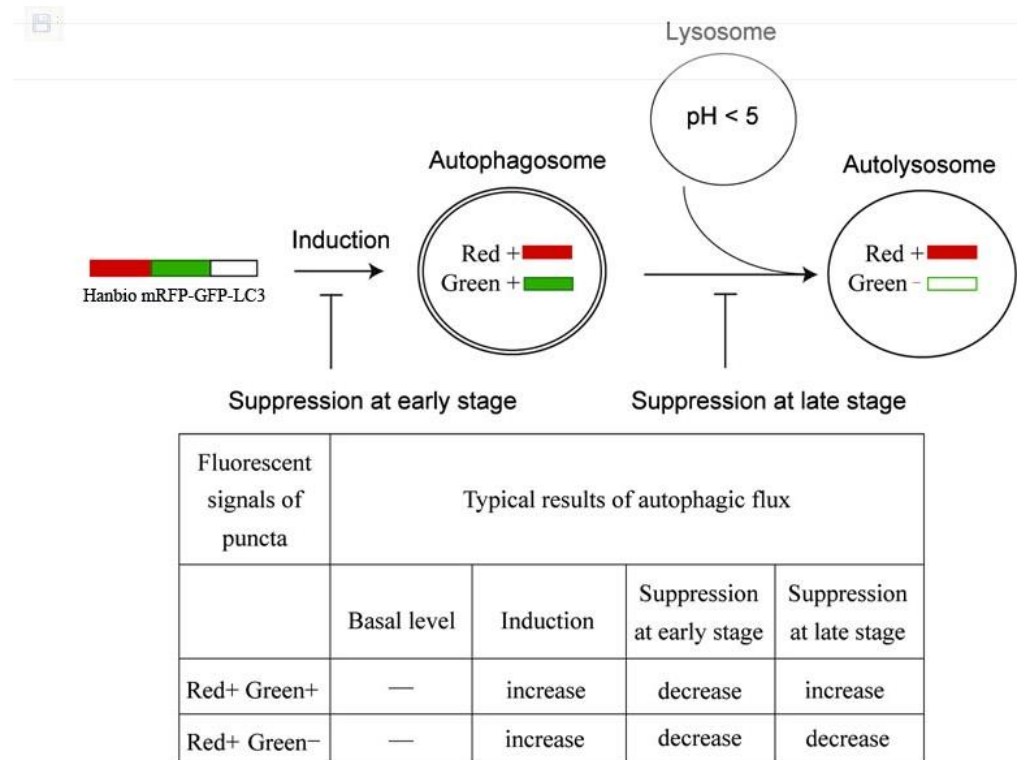 Lysosome
pH < 5
Autophagosome
Autolysosome
Induction
Red +
Green +
Red +
Green -
Hanbio mRFP-GFP-LC3
Suppression at early stage
Suppression at late stage
Fluorescent
signals of
puncta
Typical results of autophagic flux
Basal level
Induction
Suppression
at early stage
Suppression
at late stage
Red+ Green+ — increase decrease increase
Red+ Green− — increase decrease decrease